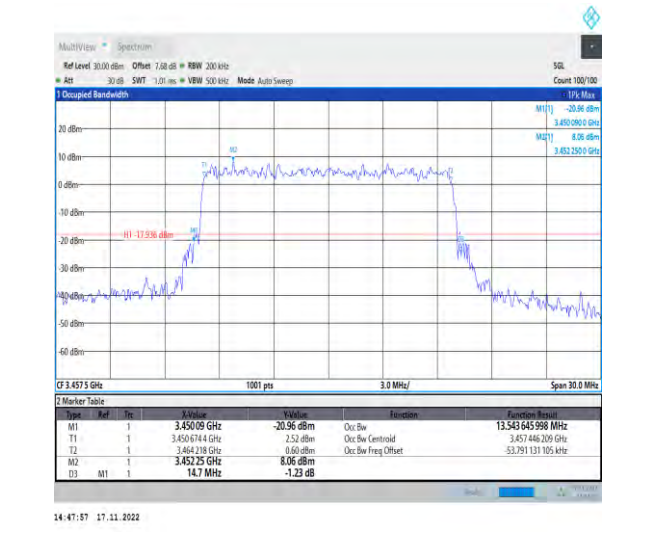 MultiView Spectrum
Ref Level 30.00 dBm Offset 7.68 dB RBW 200 kHz SGL
Att 30 dB SWT 1.01 ms VBW 500 kHz Mode Auto Sweep Count 100/100
1 Occupied Bandwidth 1Pk Max
M1[1] -20.96 dBm
3.450 090 0 GHz
M2[1] 8.06 dBm
3.452 250 0 GHz
20 dBm
M2
10 dBm
T1
0 dBm
-10 dBm
H1 -17.936 dBm
M1
-20 dBm
D3
-30 dBm
-40 dBm
-50 dBm
-60 dBm
CF 3.457 5 GHz 1001 pts 3.0 MHz/ Span 30.0 MHz
2 Marker Table
Type Ref Trc X-Value Y-Value Function Function Result
M1 1 3.450 09 GHz -20.96 dBm Occ Bw 13.543 645 998 MHz
T1 1 3.450 674 4 GHz 2.52 dBm Occ Bw Centroid 3.457 446 209 GHz
T2 1 3.464 218 GHz 0.60 dBm Occ Bw Freq Offset -53.791 131 105 kHz
M2 1 3.452 25 GHz 8.06 dBm
D3 M1 1 14.7 MHz -1.23 dB
14:47:57 17.11.2022